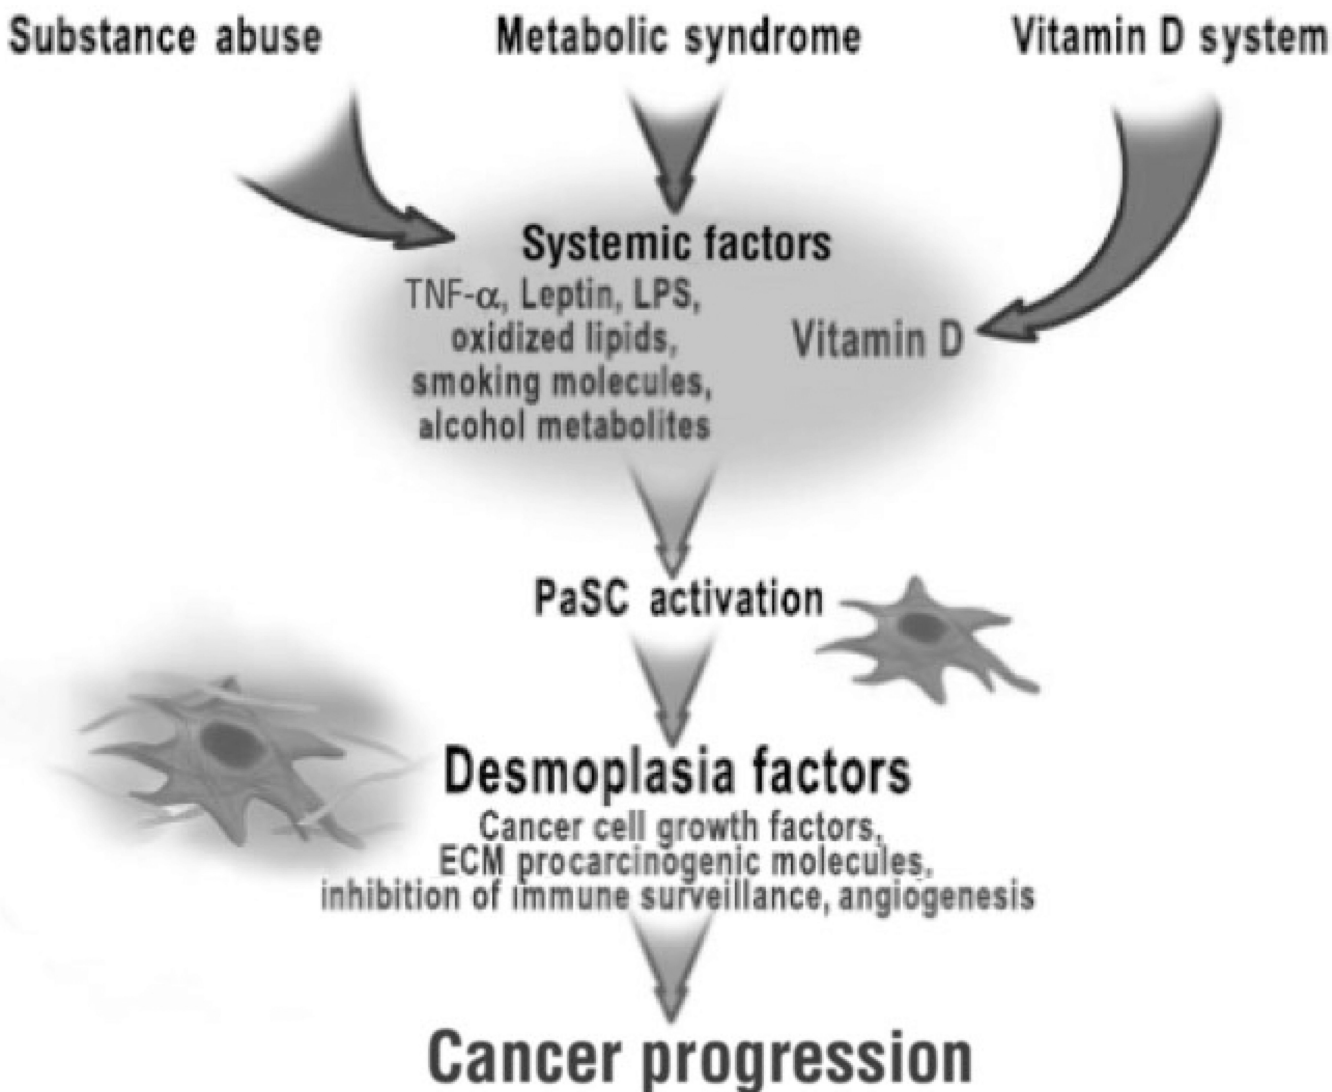 Substance abuse
Metabolic syndrome
Vitamin D system
Systemic factors
TNF-α, Leptin, LPS,
oxidized lipids,
smoking molecules,
alcohol metabolites
Vitamin D
PaSC activation
Desmoplasia factors
Cancer cell growth factors,
ECM procarcinogenic molecules,
inhibition of immune surveillance, angiogenesis
Cancer progression